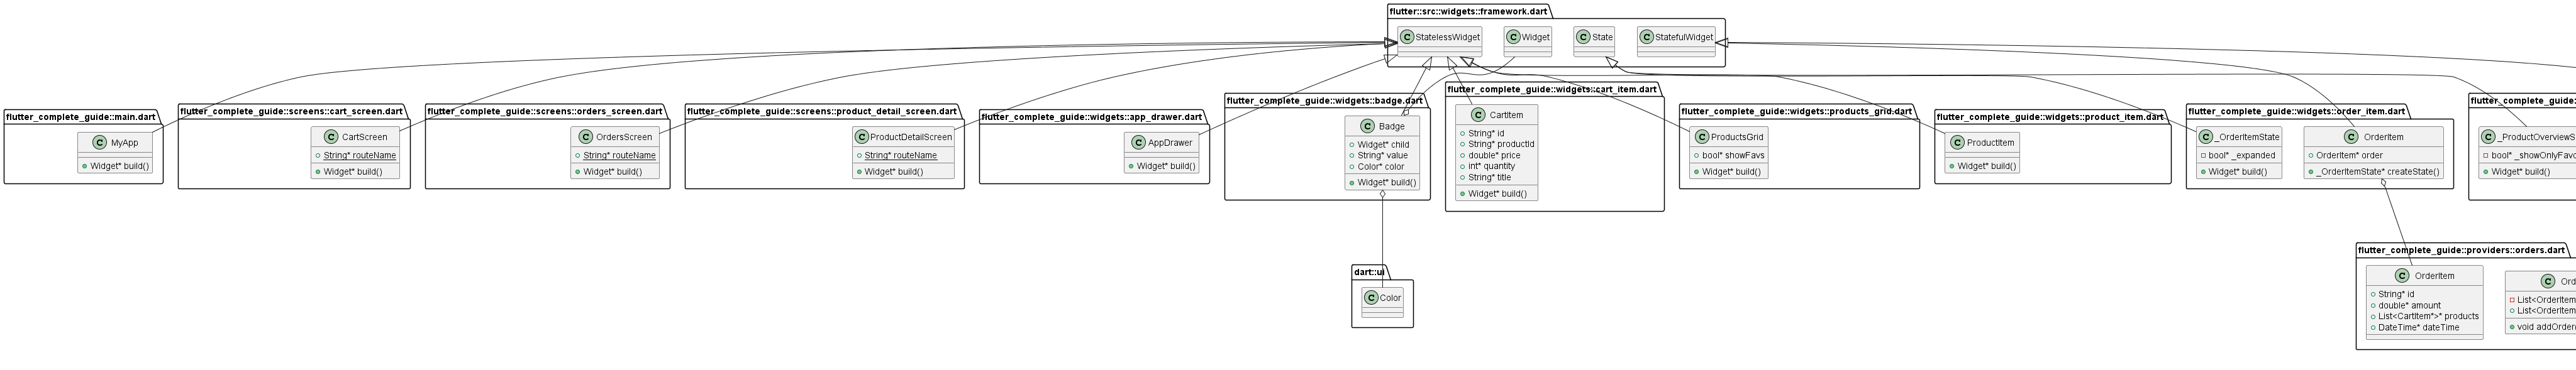 flutter::src::widgets::framework.dart
C StatelessWidget
C Widget
C State
C StatefulWidget
flutter_complete_guide::main.dart
C MyApp
Widget* build()
flutter_complete_guide::screens::cart_screen.dart
C CartScreen
String* routeName
Widget* build()
flutter_complete_guide::screens::orders_screen.dart
C OrdersScreen
String* routeName
Widget* build()
flutter_complete_guide::screens::product_detail_screen.dart
C ProductDetailScreen
String* routeName
Widget* build()
flutter_complete_guide::widgets::app_drawer.dart
C AppDrawer
Widget* build()
flutter_complete_guide::widgets::badge.dart
C Badge
Widget* child
String* value
Color* color
Widget* build()
flutter_complete_guide::widgets::cart_item.dart
C CartItem
String* id
String* productId
double* price
int* quantity
String* title
Widget* build()
flutter_complete_guide::widgets::products_grid.dart
C ProductsGrid
bool* showFavs
Widget* build()
flutter_complete_guide::widgets::product_item.dart
C ProductItem
Widget* build()
flutter_complete_guide::widgets::order_item.dart
C _OrderItemState
bool* _expanded
Widget* build()
C OrderItem
OrderItem* order
_OrderItemState* createState()
flutter_complete_guide::
C _ProductOverviewS
bool* _showOnlyFavo
Widget* build()
dart::ui
C Color
flutter_complete_guide::providers::orders.dart
C OrderItem
String* id
double* amount
List<CartItem*>* products
DateTime* dateTime
C Ord
List<OrderItem
List<OrderItem
void addOrder